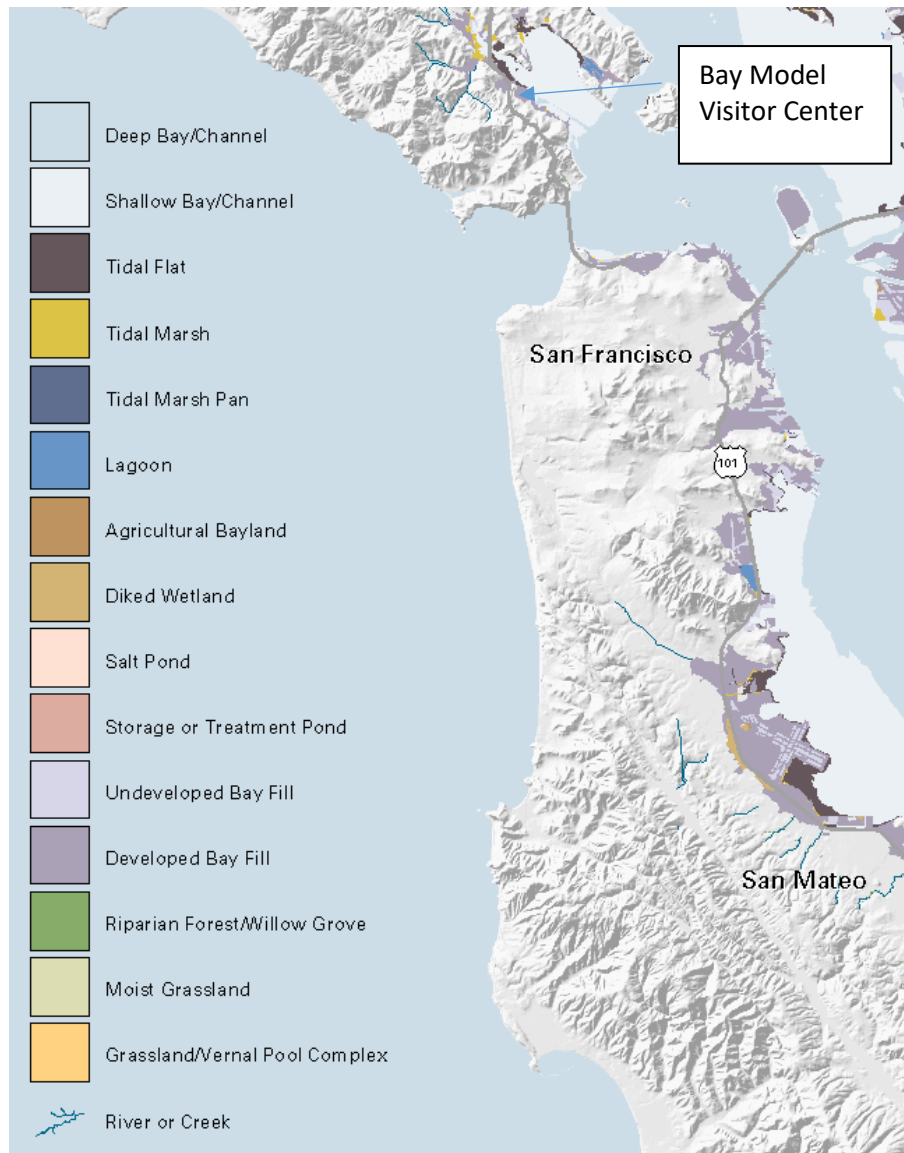 Bay Model
Visitor Center
Deep Bay/Channel
Shallow Bay/Channel
Tidal Flat
Tidal Marsh
Tidal Marsh Pan
Lagoon
Agricultural Bayland
Diked Wetland
Salt Pond
Storage or Treatment Pond
Undeveloped Bay Fill
Developed Bay Fill
Riparian Forest/Willow Grove
Moist Grassland
Grassland/Vernal Pool Complex
River or Creek
San Francisco
101
San Mateo